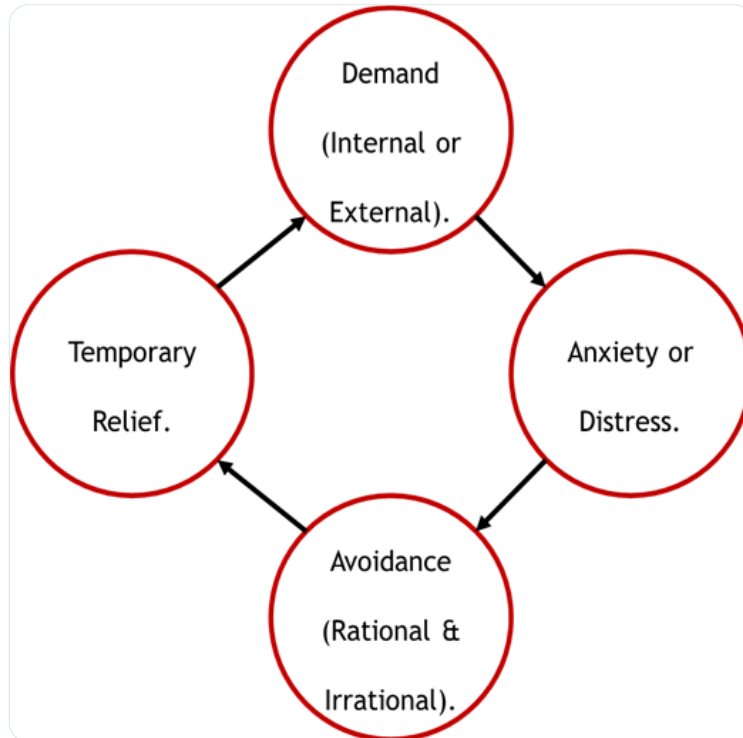 Demand
(Internal or
External).
Anxiety or
Distress.
Avoidance
(Rational &
Irrational).
Temporary
Relief.